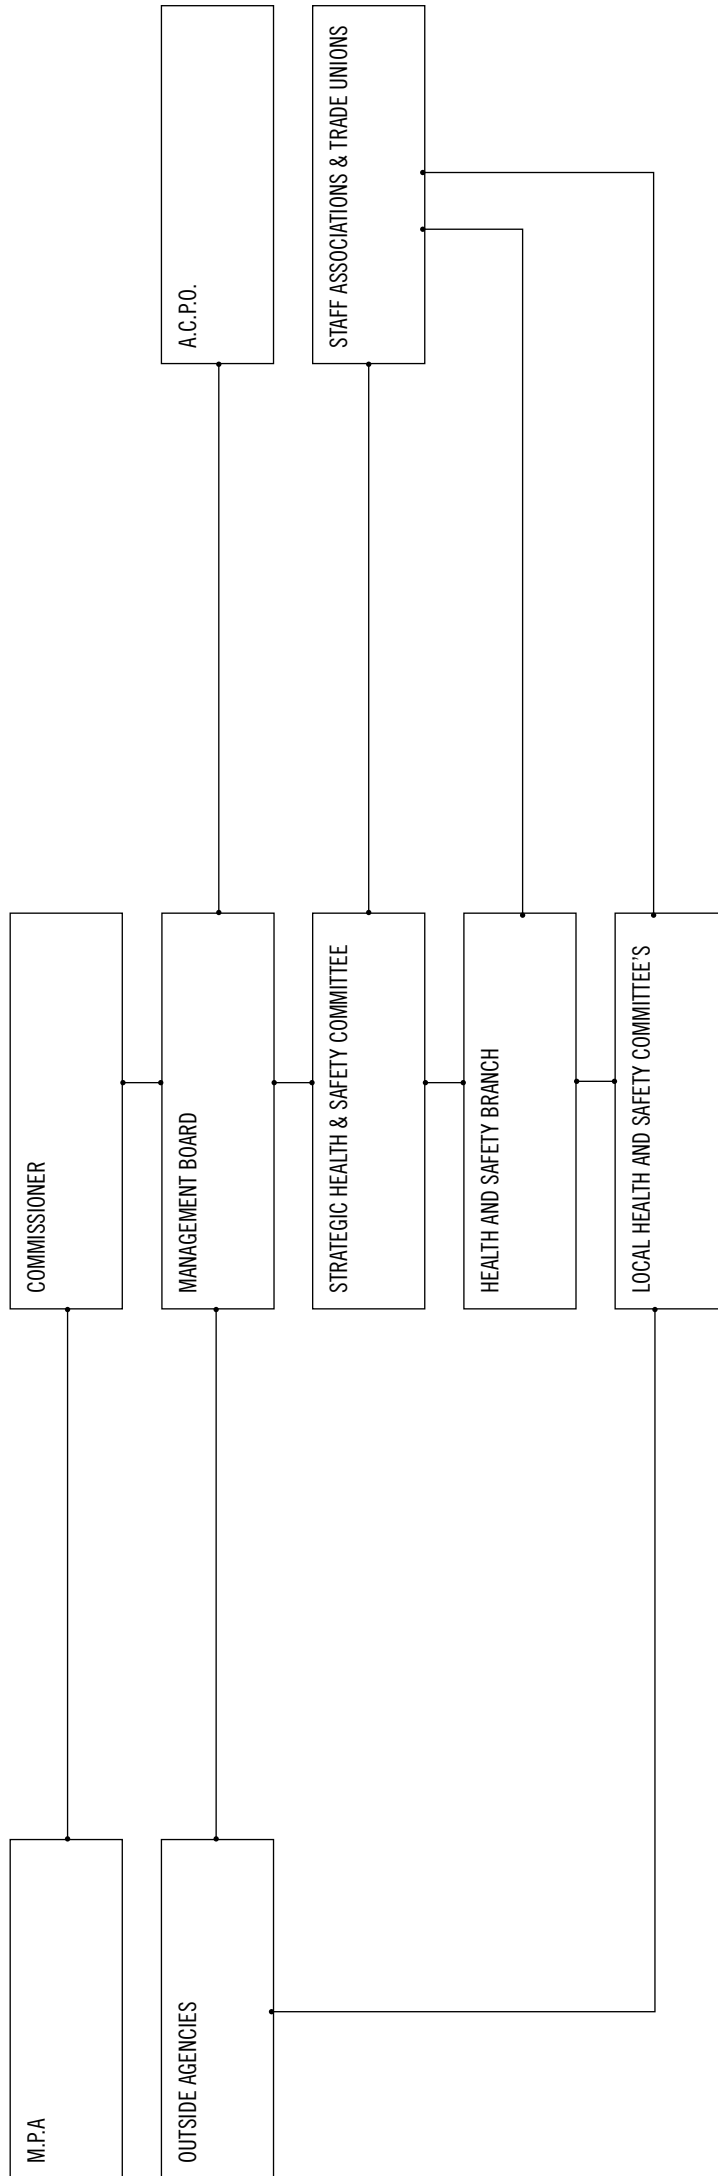 M.P.A
COMMISSIONER
OUTSIDE AGENCIES
MANAGEMENT BOARD
A.C.P.O.
STRATEGIC HEALTH & SAFETY COMMITTEE
STAFF ASSOCIATIONS & TRADE UNIONS
HEALTH AND SAFETY BRANCH
LOCAL HEALTH AND SAFETY COMMITTEE'S